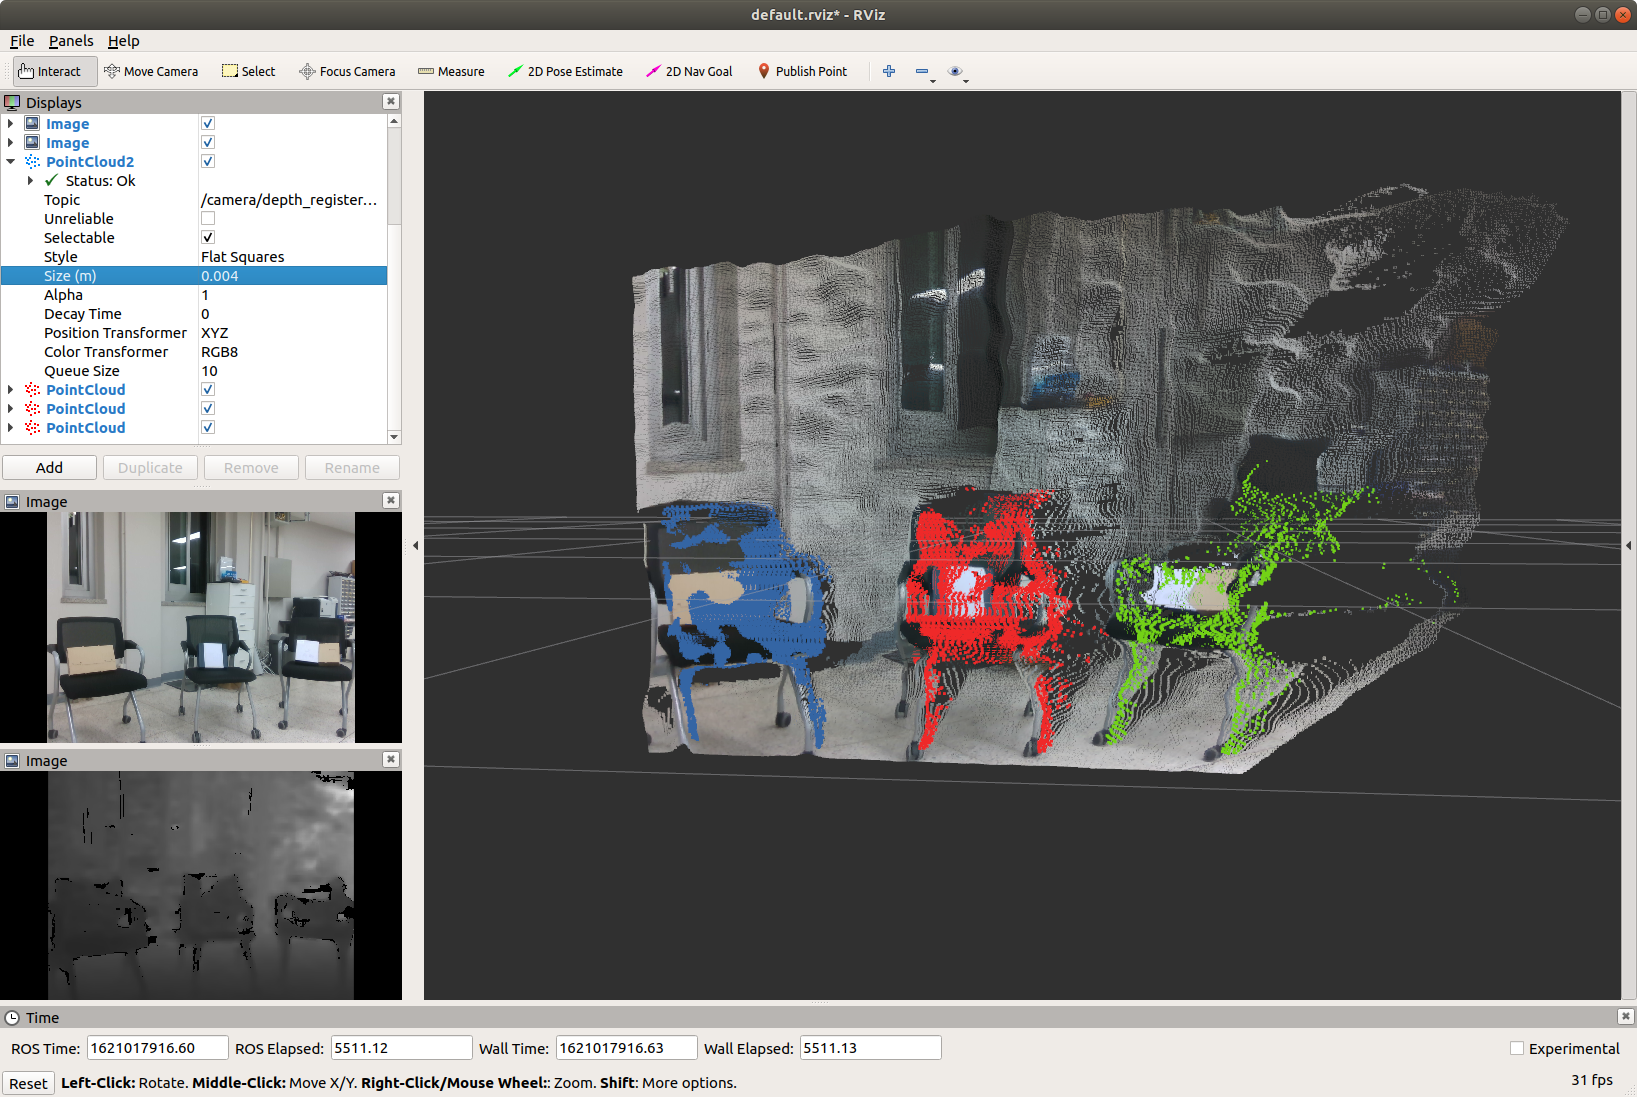 default.rviz* - RViz
File Panels Help
Interact Move Camera Select Focus Camera Measure 2D Pose Estimate 2D Nav Goal Publish Point
Displays
Image
Image
PointCloud2
Status: Ok
Topic /camera/depth_register...
Unreliable
Selectable
Style Flat Squares
Size (m) 0.004
Alpha 1
Decay Time 0
Position Transformer XYZ
Color Transformer RGB8
Queue Size 10
PointCloud
PointCloud
PointCloud
Add Duplicate Remove Rename
Image
Image
Time
ROS Time: 1621017916.60 ROS Elapsed: 5511.12 Wall Time: 1621017916.63 Wall Elapsed: 5511.13 Experimental
Reset Left-Click: Rotate. Middle-Click: Move X/Y. Right-Click/Mouse Wheel:: Zoom. Shift: More options. 31 fps